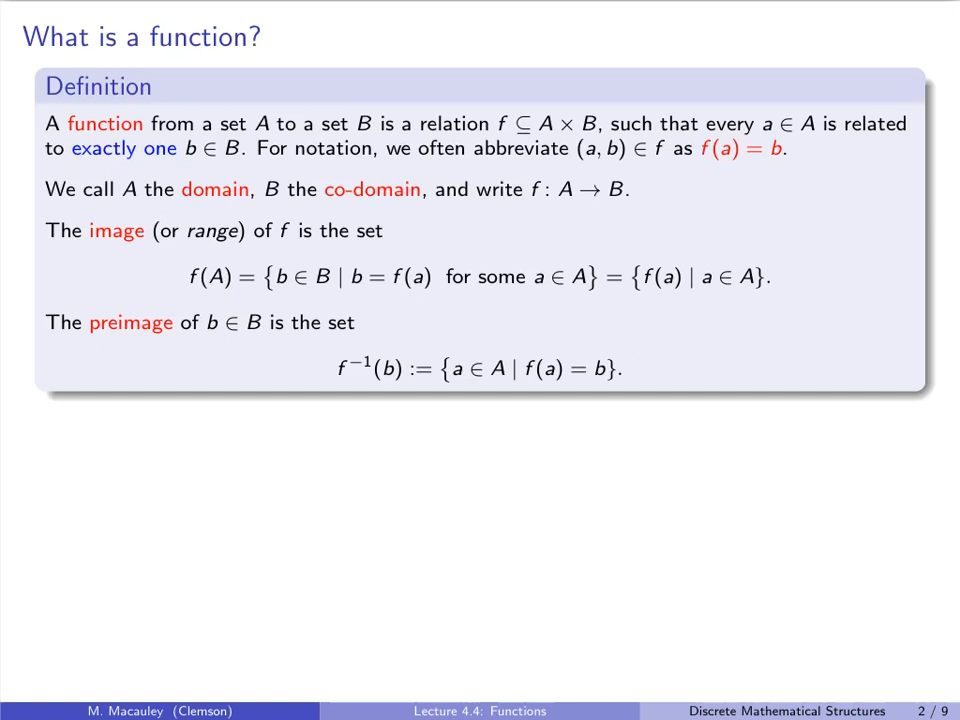 What is a function?
Definition
A function from a set A to a set B is a relation f ⊆ A × B, such that every a ∈ A is related
to exactly one b ∈ B. For notation, we often abbreviate (a, b) ∈ f as f(a) = b.
We call A the domain, B the co-domain, and write f : A → B.
The image (or range) of f is the set
f(A) = {b ∈ B | b = f(a) for some a ∈ A} = {f(a) | a ∈ A}.
The preimage of b ∈ B is the set
f⁻¹(b) := {a ∈ A | f(a) = b}.
M. Macauley (Clemson) Lecture 4.4: Functions Discrete Mathematical Structures 2 / 9